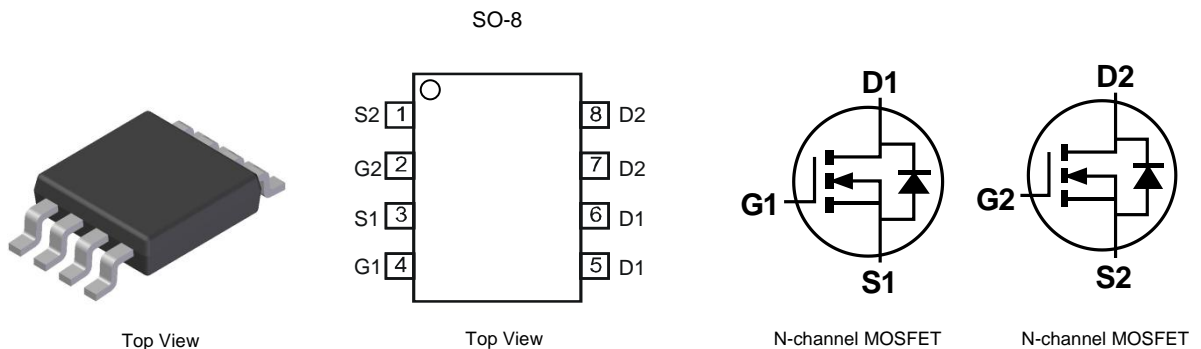 SO-8
S2 1
8 D2
G2 2
7 D2
S1 3
6 D1
G1 4
5 D1
D1
G1
S1
D2
G2
S2
Top View
Top View
N-channel MOSFET
N-channel MOSFET